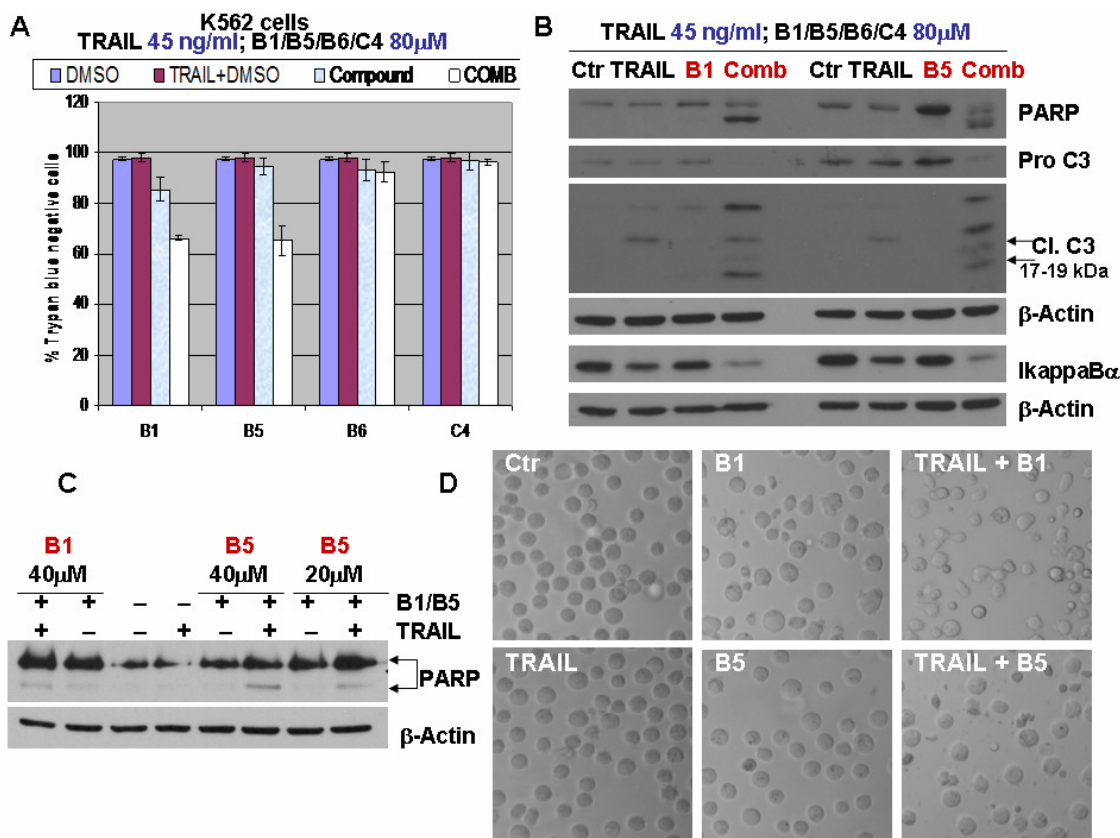 A
K562 cells
TRAIL 45 ng/ml; B1/B5/B6/C4 80μM
DMSO TRAIL+DMSO Compound COMB
% Trypan blue negative cells
120
100
80
60
40
20
0
B1 B5 B6 C4
B
TRAIL 45 ng/ml; B1/B5/B6/C4 80μM
Ctr TRAIL B1 Comb Ctr TRAIL B5 Comb
PARP
Pro C3
Cl. C3
17-19 kDa
β-Actin
IkappaBα
β-Actin
C
B1 B5 B5
40μM 40μM 20μM
+ + – – + + + + B1/B5
+ – – + – + – + TRAIL
PARP
β-Actin
D
Ctr B1 TRAIL + B1
TRAIL B5 TRAIL + B5